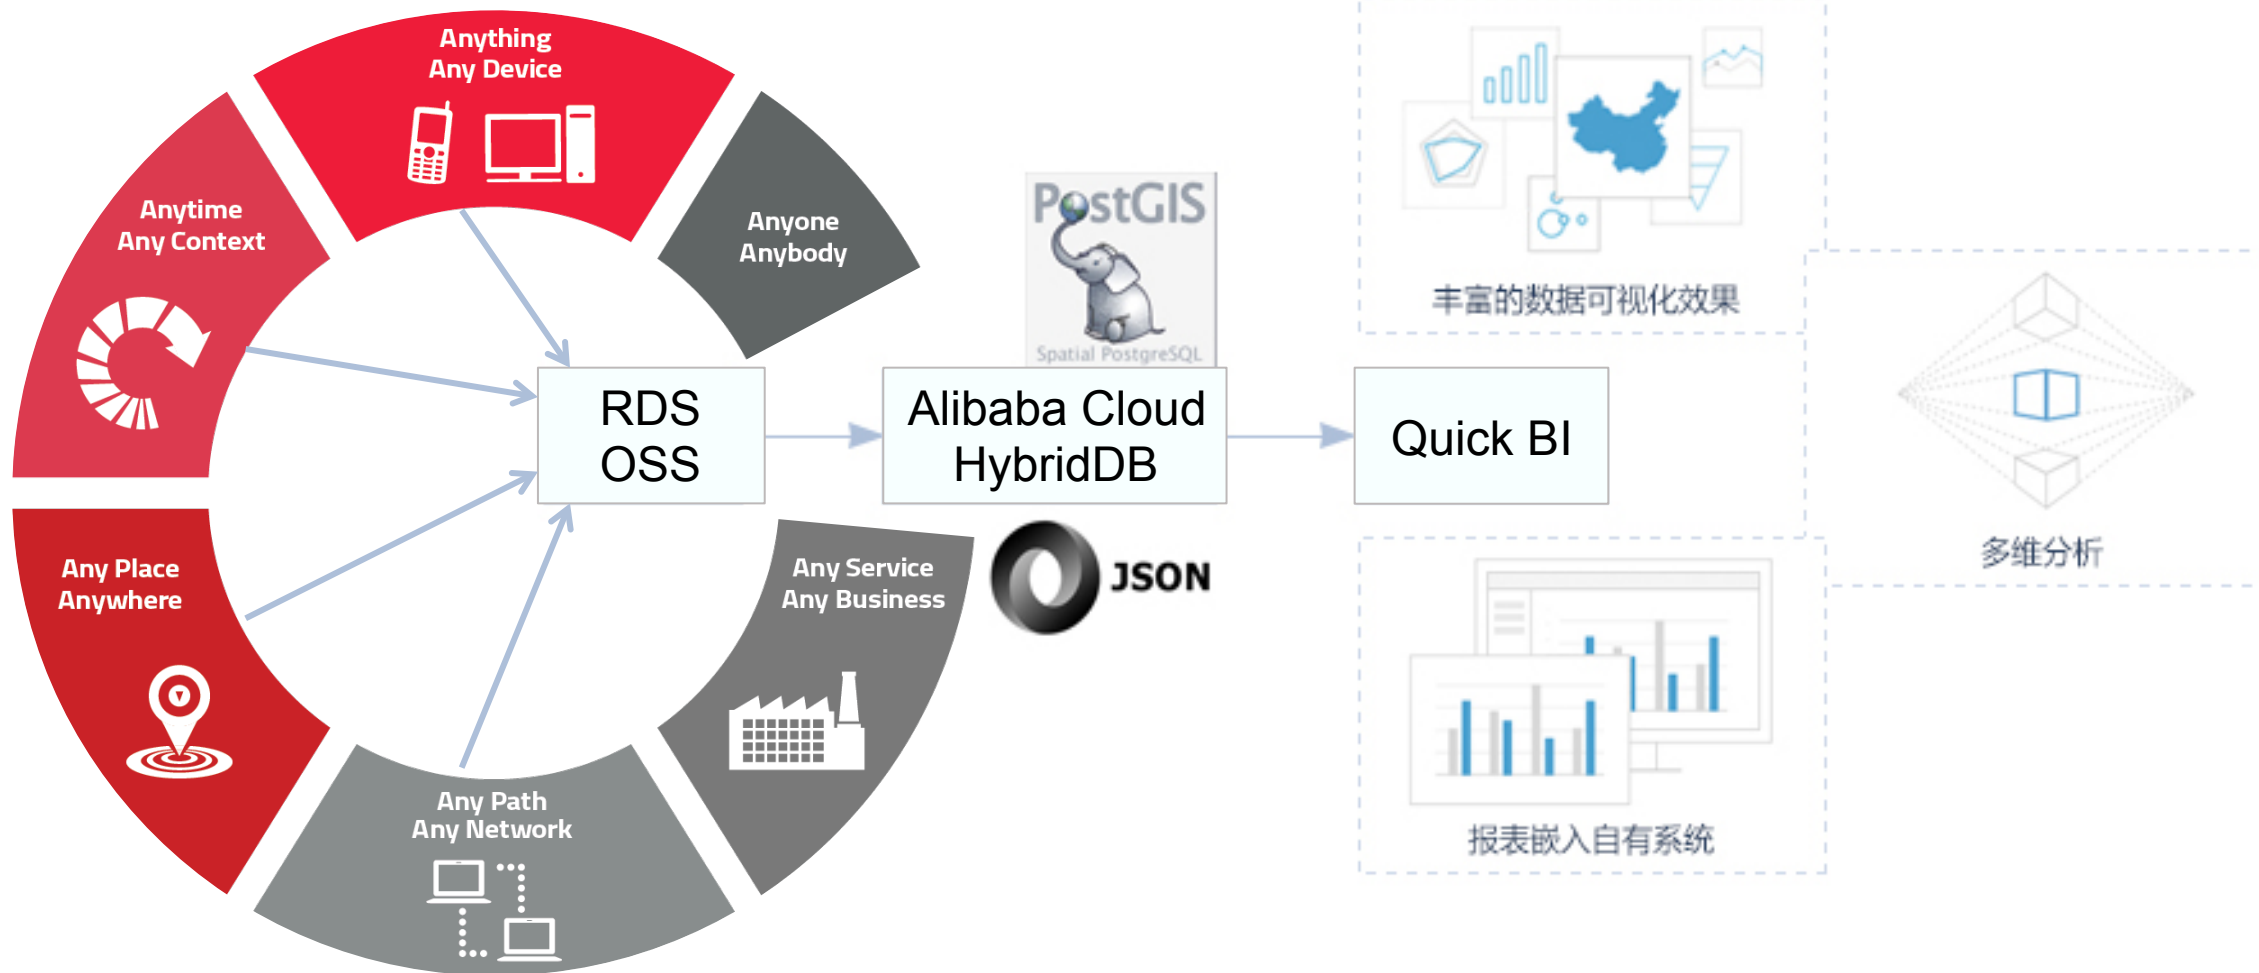 Anything
Any Device
Anytime
Any Context
Anyone
Anybody
Any Place
Anywhere
Any Path
Any Network
Any Service
Any Business
RDS
OSS
PostGIS
Spatial PostgreSQL
Alibaba Cloud
HybridDB
JSON
Quick BI
丰富的数据可视化效果
多维分析
报表嵌入自有系统